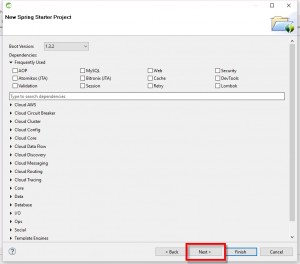 New Spring Starter Project
Boot Version: 1.3.2
Dependencies:
Frequently Used
AOP MySQL Web Security
Atomikos (JTA) Bitronix (JTA) Cache DevTools
Validation Session Retry Lombok
Type to search dependencies
Cloud AWS
Cloud Circuit Breaker
Cloud Cluster
Cloud Config
Cloud Core
Cloud Data Flow
Cloud Discovery
Cloud Messaging
Cloud Routing
Cloud Tracing
Core
Data
Database
I/O
Ops
Social
Template Engines
? < Back Next > Finish Cancel